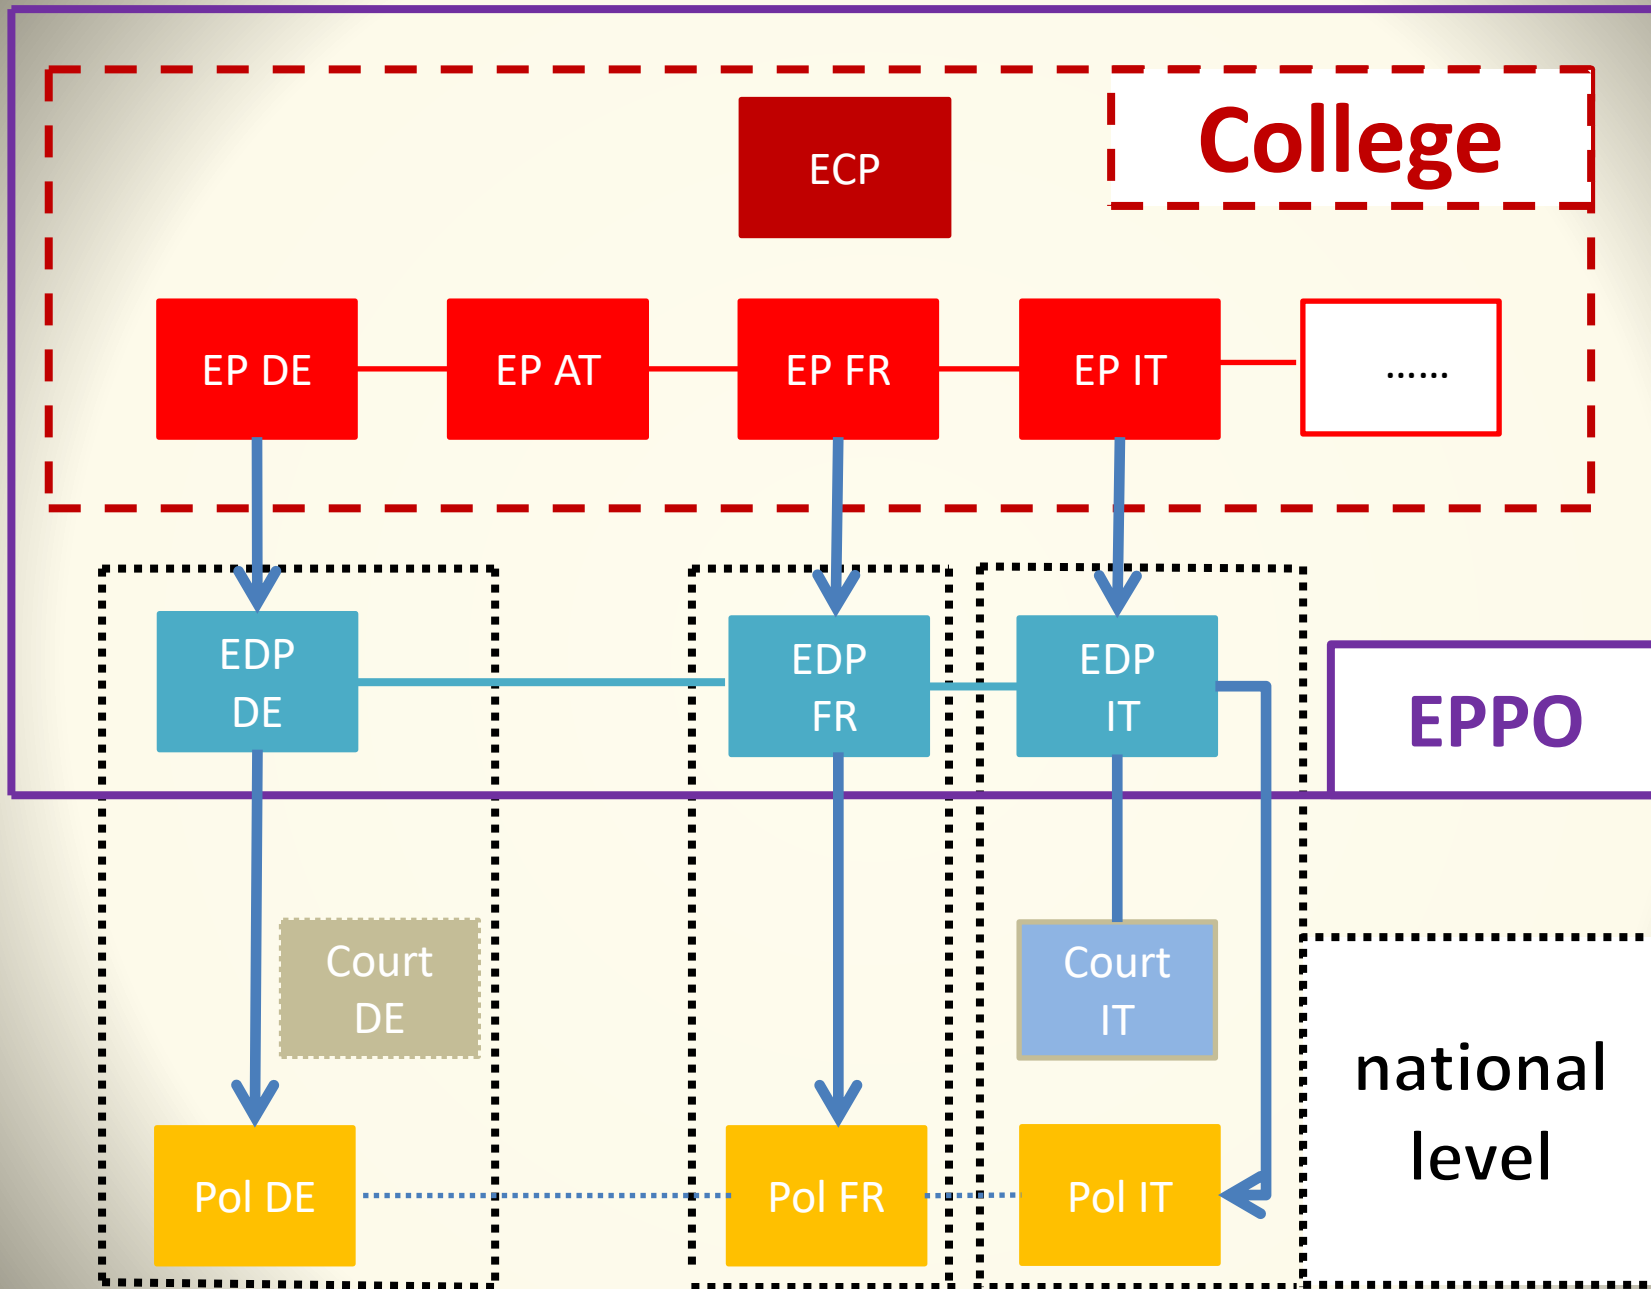 College
ECP
EP DE
EP AT
EP FR
EP IT
......
EDP
DE
EDP
FR
EDP
IT
EPPO
Court
DE
Court
IT
national
level
Pol DE
Pol FR
Pol IT